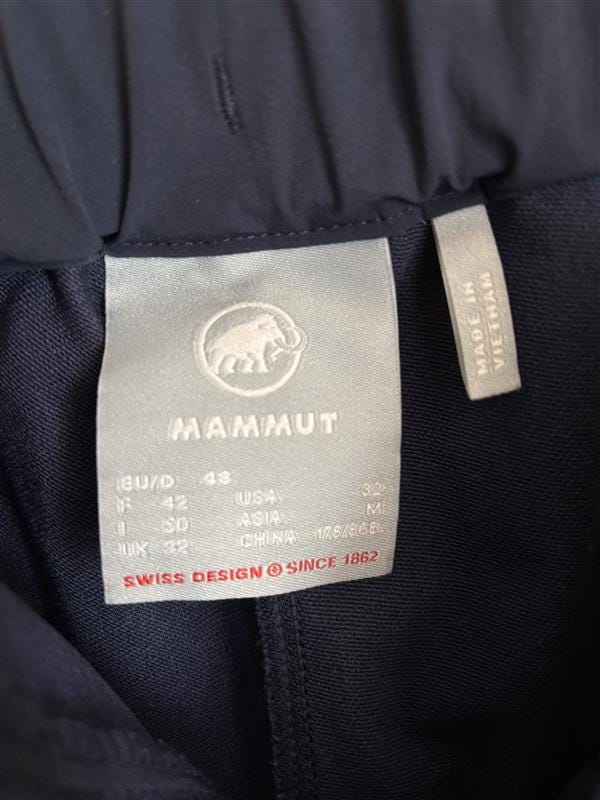 MAMMUT
EU/D 48
F 42 USA 32
I 50 ASIA M
UK 32 CHINA 175/86B
SWISS DESIGN SINCE 1862
MADE IN
VIETNAM